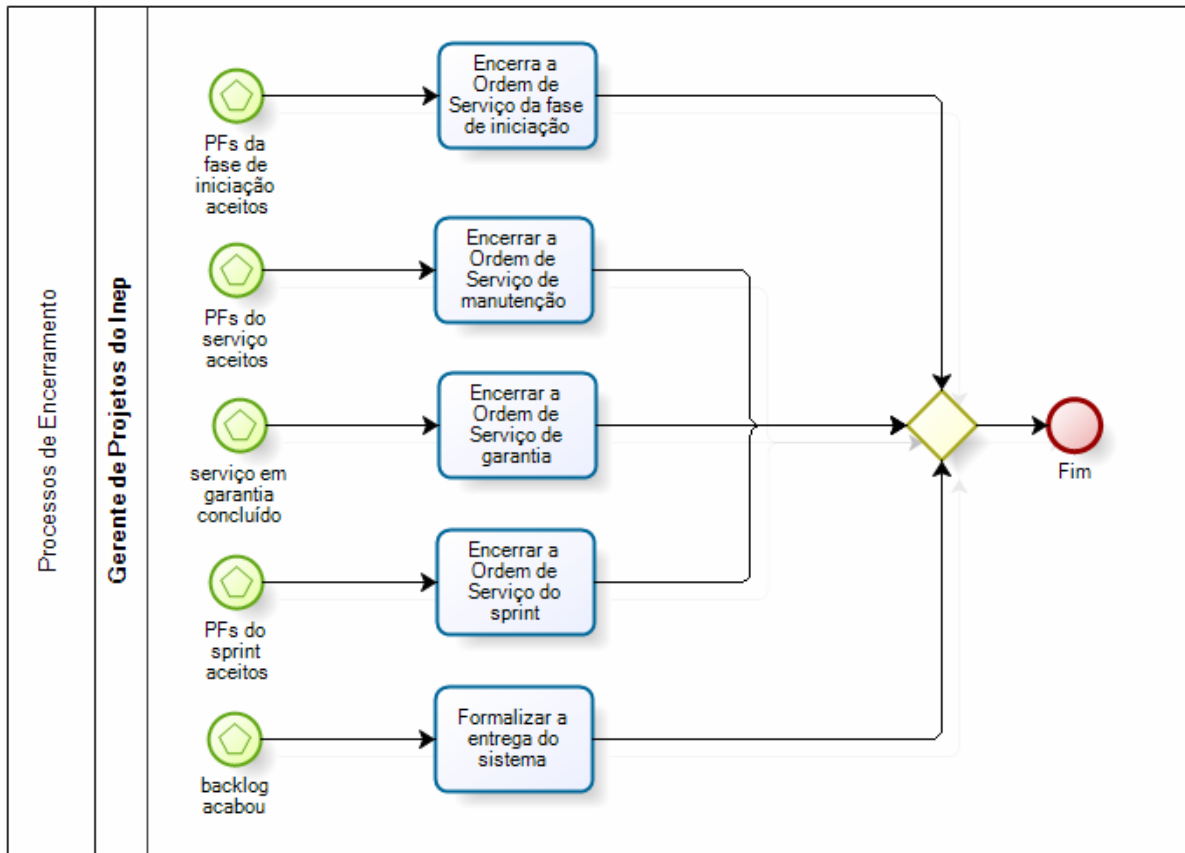 Processos de Encerramento
Gerente de Projetos do Inep
PFs da
fase de
iniciação
aceitos
Encerra a
Ordem de
Serviço da fase
de iniciação
PFs do
serviço
aceitos
Encerrar a
Ordem de
Serviço de
manutenção
serviço em
garantia
concluído
Encerrar a
Ordem de
Serviço de
garantia
Fim
PFs do
sprint
aceitos
Encerrar a
Ordem de
Serviço do
sprint
backlog
acabou
Formalizar a
entrega do
sistema